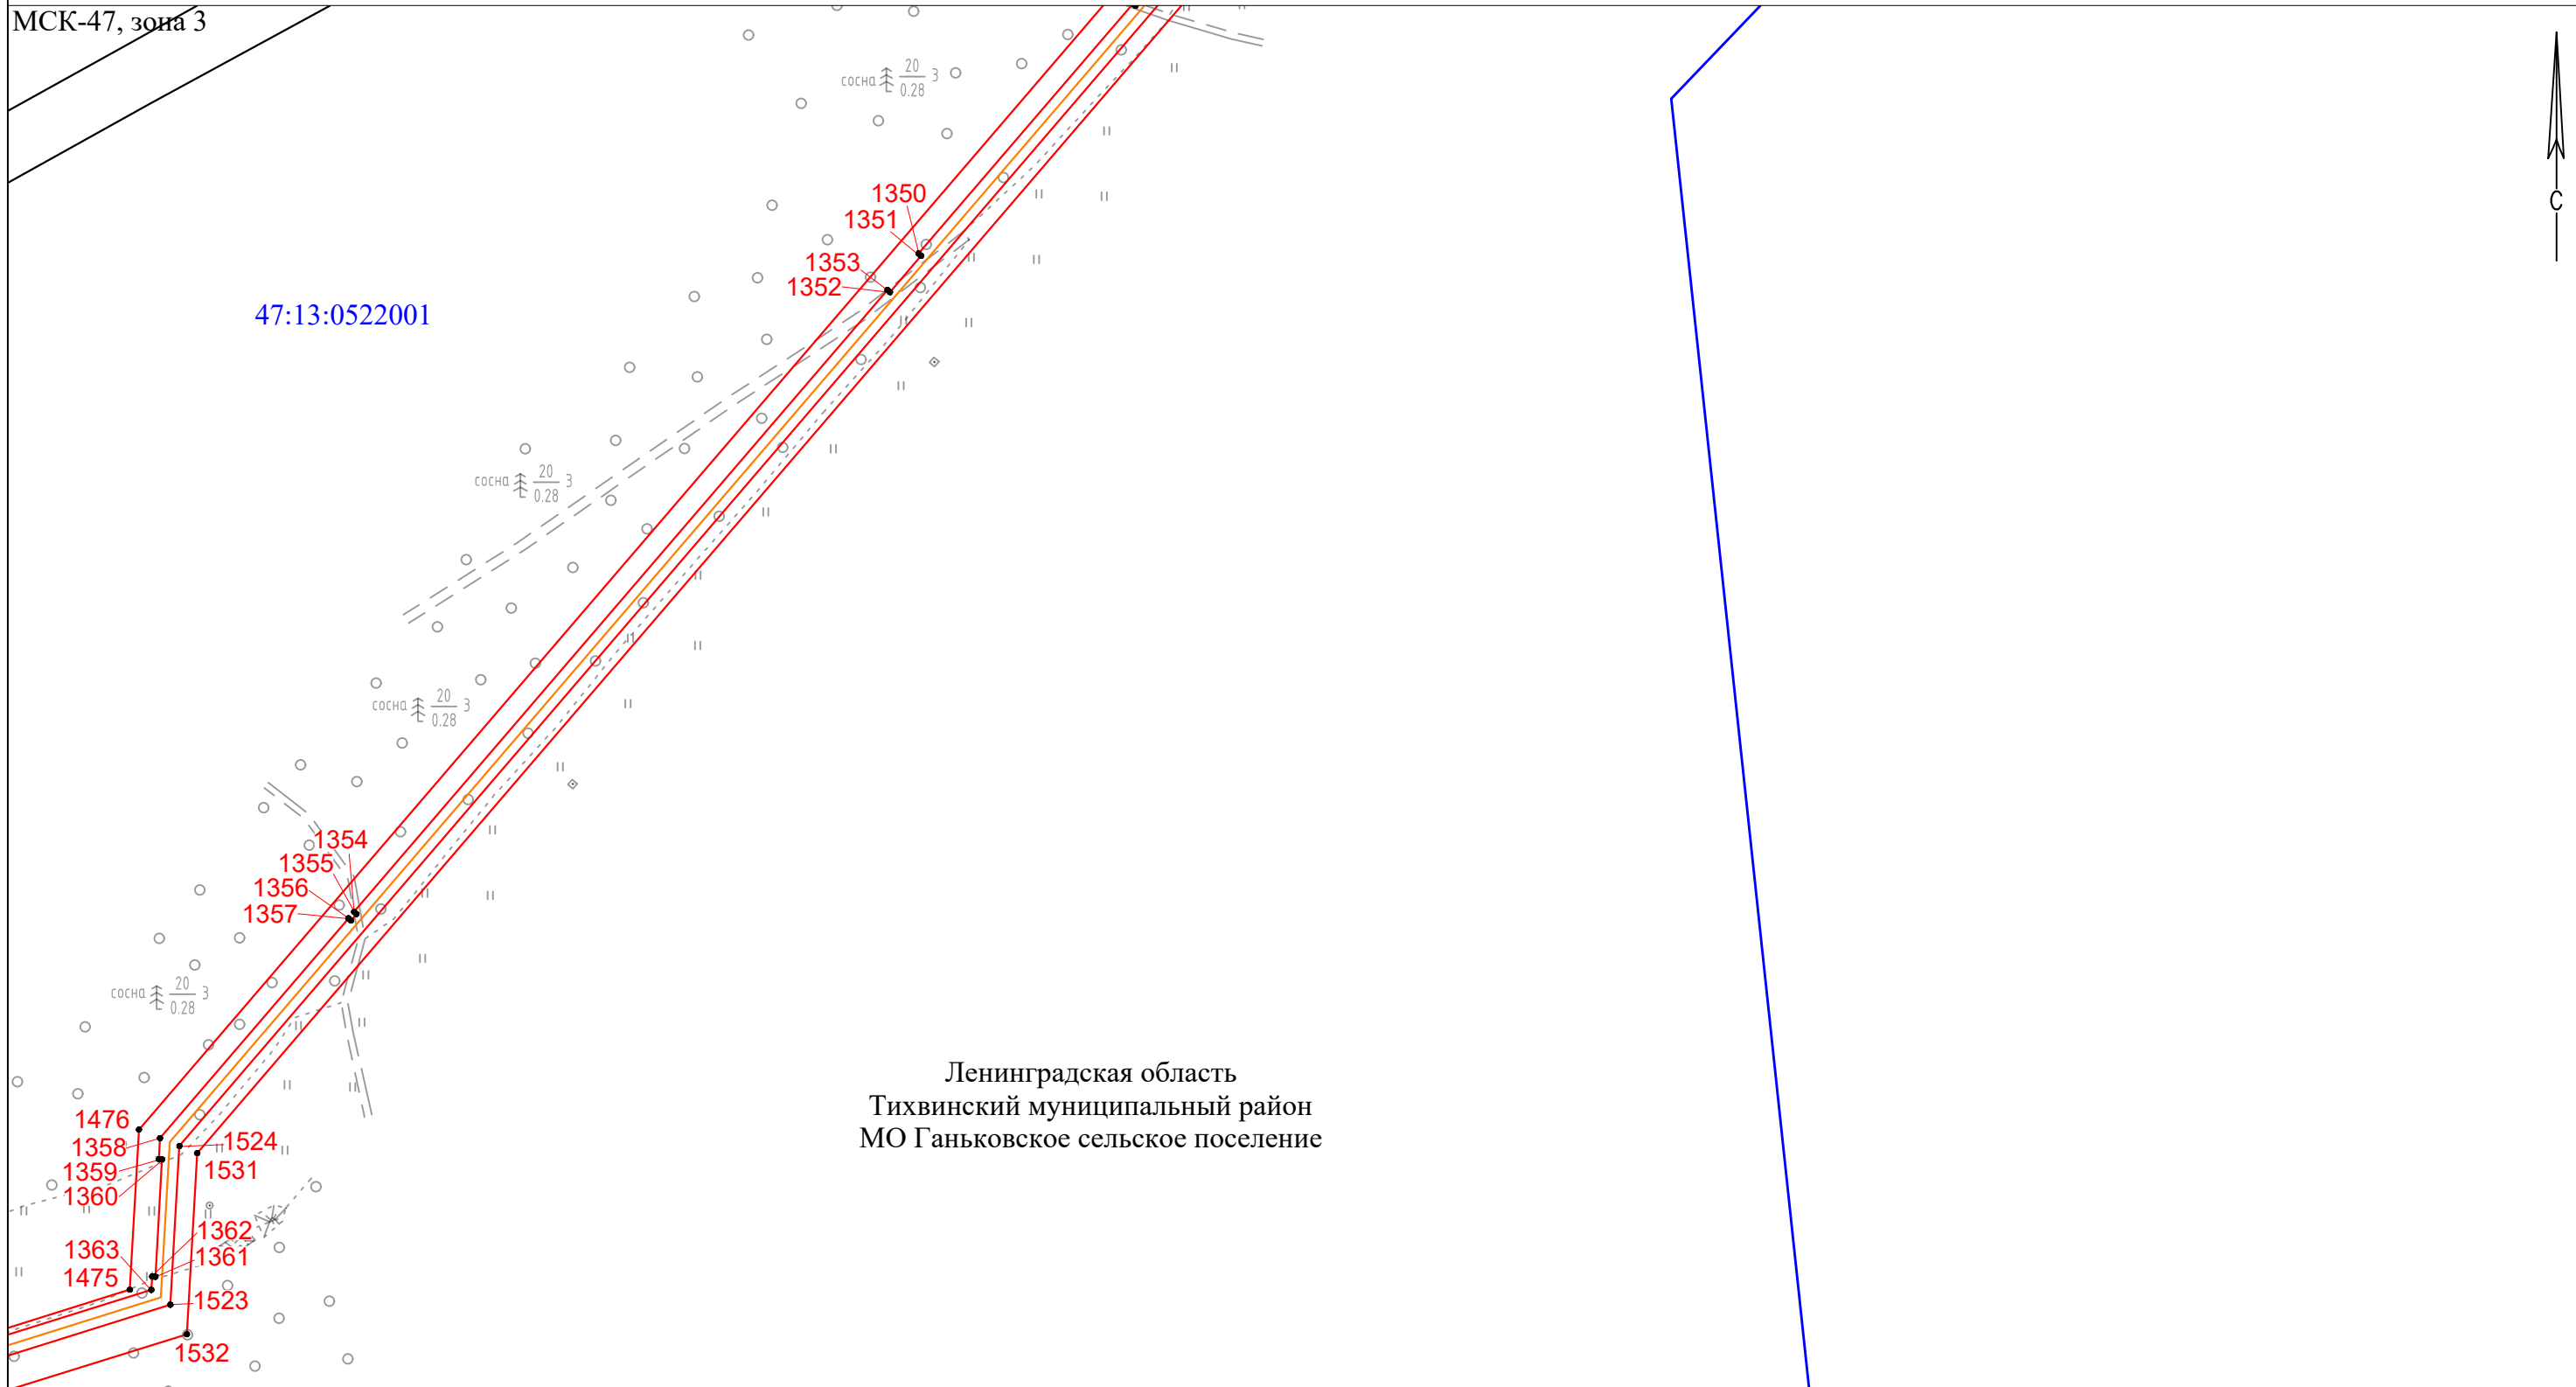 МСК-47, зона 3
сосна 20 3
0.28
С
1350
1351
1353
1352
47:13:0522001
сосна 20 3
0.28
сосна 20 3
0.28
1354
1355
1356
1357
сосна 20 3
0.28
Ленинградская область
Тихвинский муниципальный район
МО Ганьковское сельское поселение
1476
1358
1359
1360
1524
1531
1362
1361
1363
1475
1523
1532